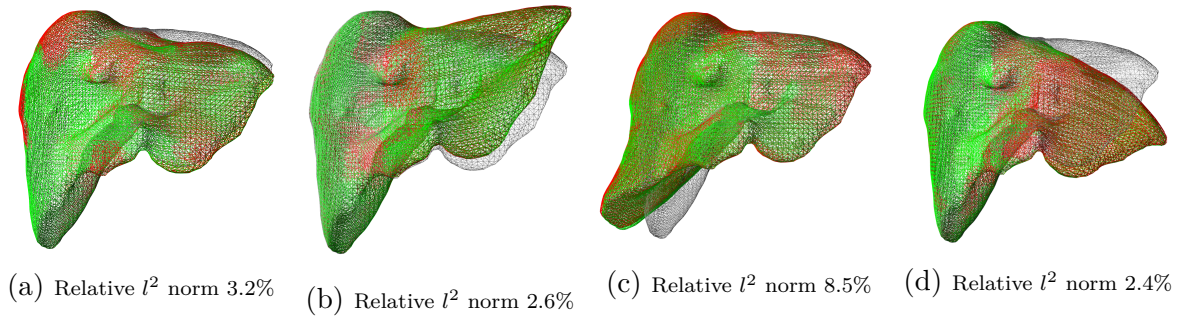 (a) Relative l² norm 3.2%
(b) Relative l² norm 2.6%
(c) Relative l² norm 8.5%
(d) Relative l² norm 2.4%